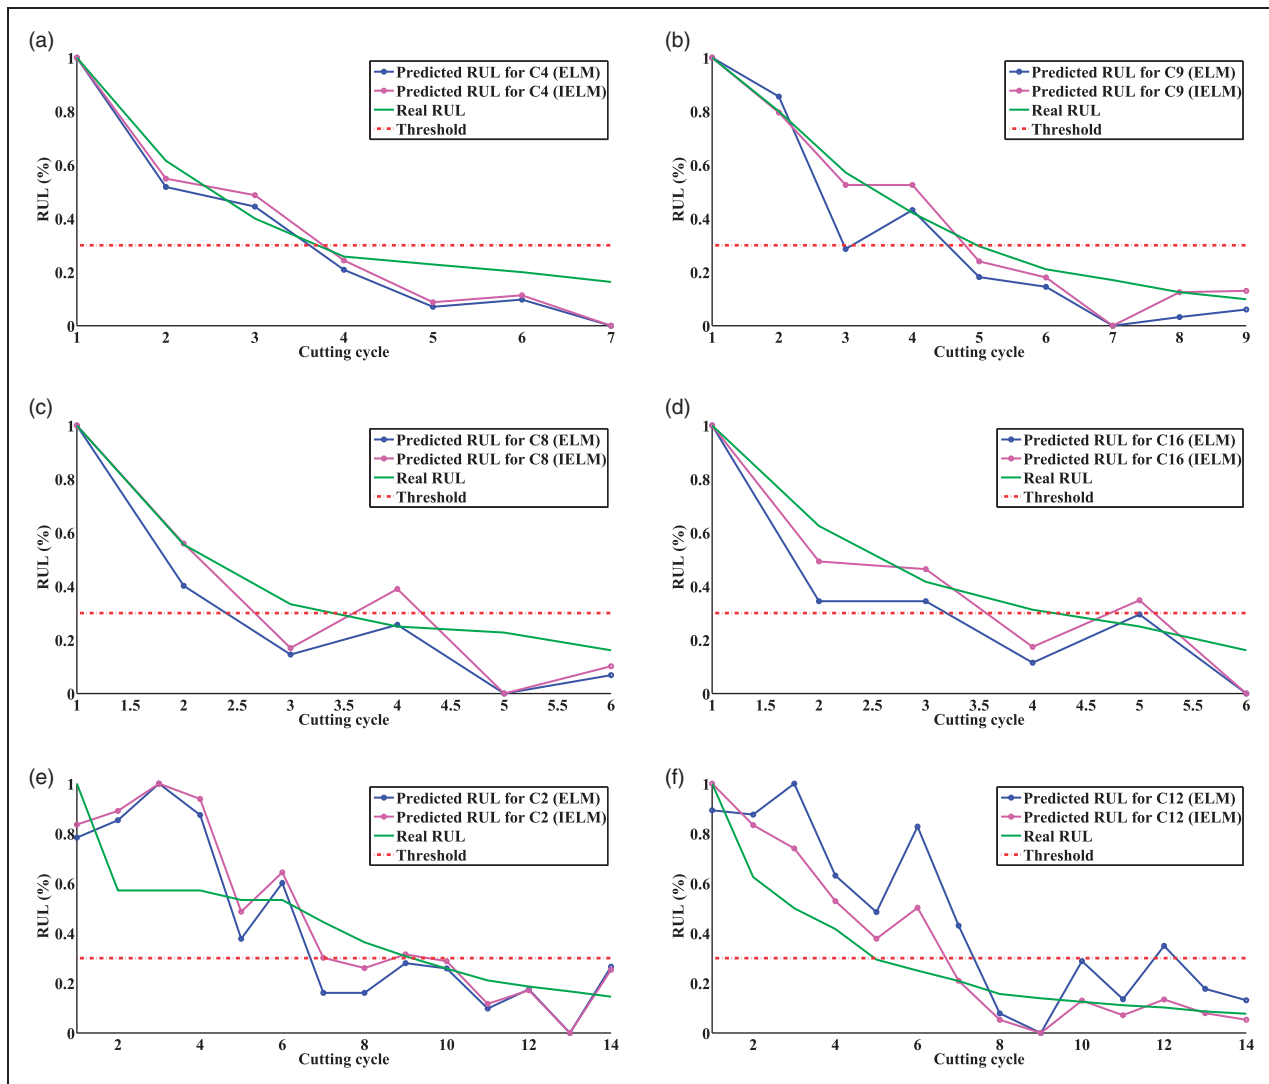 (a)
1
0.8
0.6
0.4
0.2
0
RUL (%)
1 2 3 4 5 6 7
Cutting cycle
Predicted RUL for C4 (ELM)
Predicted RUL for C4 (IELM)
Real RUL
Threshold
(b)
1
0.8
0.6
0.4
0.2
0
RUL (%)
1 2 3 4 5 6 7 8 9
Cutting cycle
Predicted RUL for C9 (ELM)
Predicted RUL for C9 (IELM)
Real RUL
Threshold
(c)
1
0.8
0.6
0.4
0.2
0
RUL (%)
1 1.5 2 2.5 3 3.5 4 4.5 5 5.5 6
Cutting cycle
Predicted RUL for C8 (ELM)
Predicted RUL for C8 (IELM)
Real RUL
Threshold
(d)
1
0.8
0.6
0.4
0.2
0
RUL (%)
1 1.5 2 2.5 3 3.5 4 4.5 5 5.5 6
Cutting cycle
Predicted RUL for C16 (ELM)
Predicted RUL for C16 (IELM)
Real RUL
Threshold
(e)
1
0.8
0.6
0.4
0.2
0
RUL (%)
2 4 6 8 10 12 14
Cutting cycle
Predicted RUL for C2 (ELM)
Predicted RUL for C2 (IELM)
Real RUL
Threshold
(f)
1
0.8
0.6
0.4
0.2
0
RUL (%)
2 4 6 8 10 12 14
Cutting cycle
Predicted RUL for C12 (ELM)
Predicted RUL for C12 (IELM)
Real RUL
Threshold